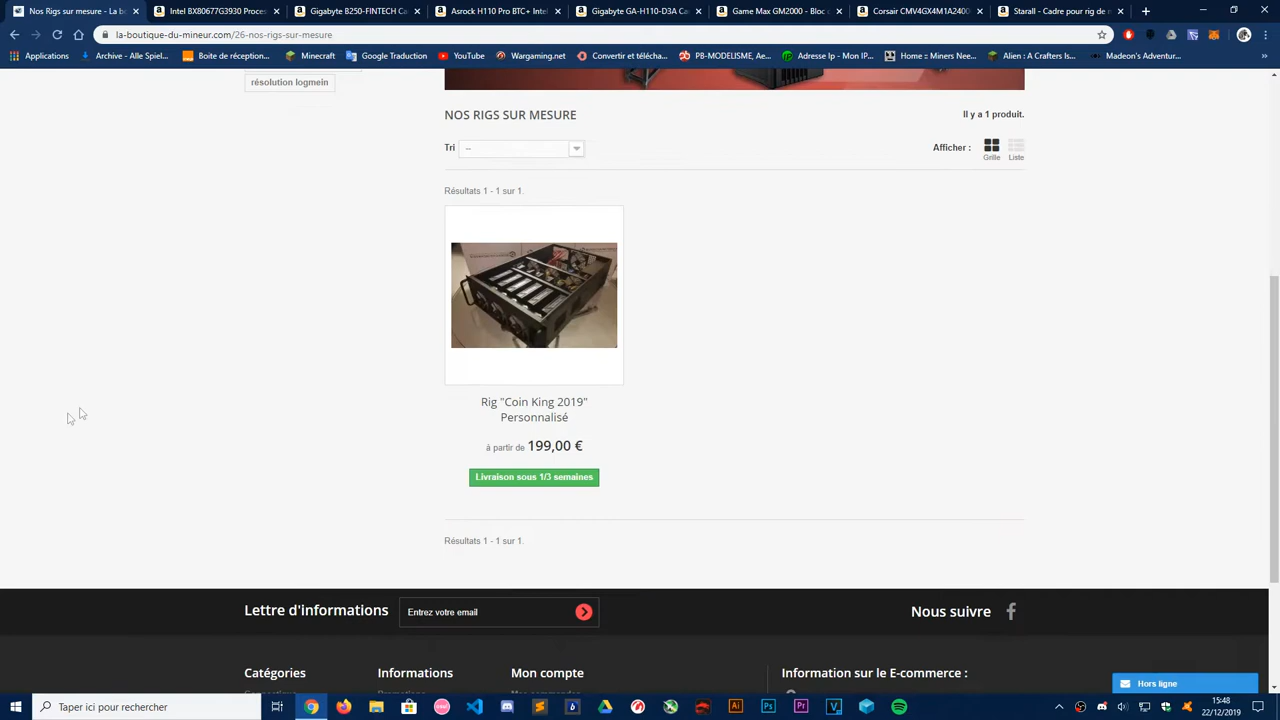 Nos Rigs sur mesure - La b
Intel BX80677G3930 Proces
Gigabyte B250-FINTECH Ca
Asrock H110 Pro BTC+ Intel
Gigabyte GA-H110-D3A Ca
Game Max GM2000 - Bloc
Corsair CMV4GX4M1A2400
Starall - Cadre pour rig de
la-boutique-du-mineur.com/26-nos-rigs-sur-mesure
Applications
Archive - Alle Spiel...
Boite de réception...
Minecraft
Google Traduction
YouTube
Wargaming.net
Convertir et télécha...
PB-MODELISME, Ae...
Adresse Ip - Mon IP...
Home :: Miners Nee...
Alien : A Crafters Is...
Madeon's Adventur...
résolution logmein
NOS RIGS SUR MESURE
Il y a 1 produit.
Tri
--
Afficher :
Grille
Liste
Résultats 1 - 1 sur 1.
Rig "Coin King 2019"
Personnalisé
à partir de 199,00 €
Livraison sous 1/3 semaines
Résultats 1 - 1 sur 1.
Lettre d'informations
Entrez votre email
Nous suivre
Catégories
Informations
Mon compte
Information sur le E-commerce :
Hors ligne
Taper ici pour rechercher
15:48
22/12/2019